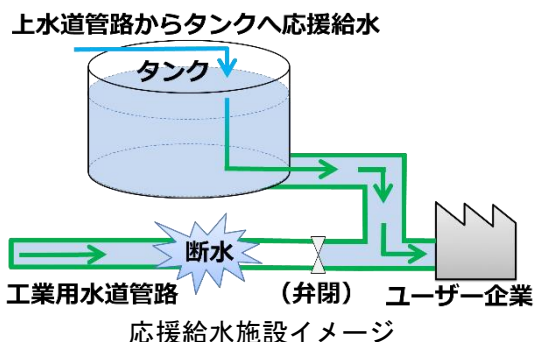 上水道管路からタンクへ応援給水
タンク
断水
工業用水道管路
（弁閉）
ユーザー企業
応援給水施設イメージ